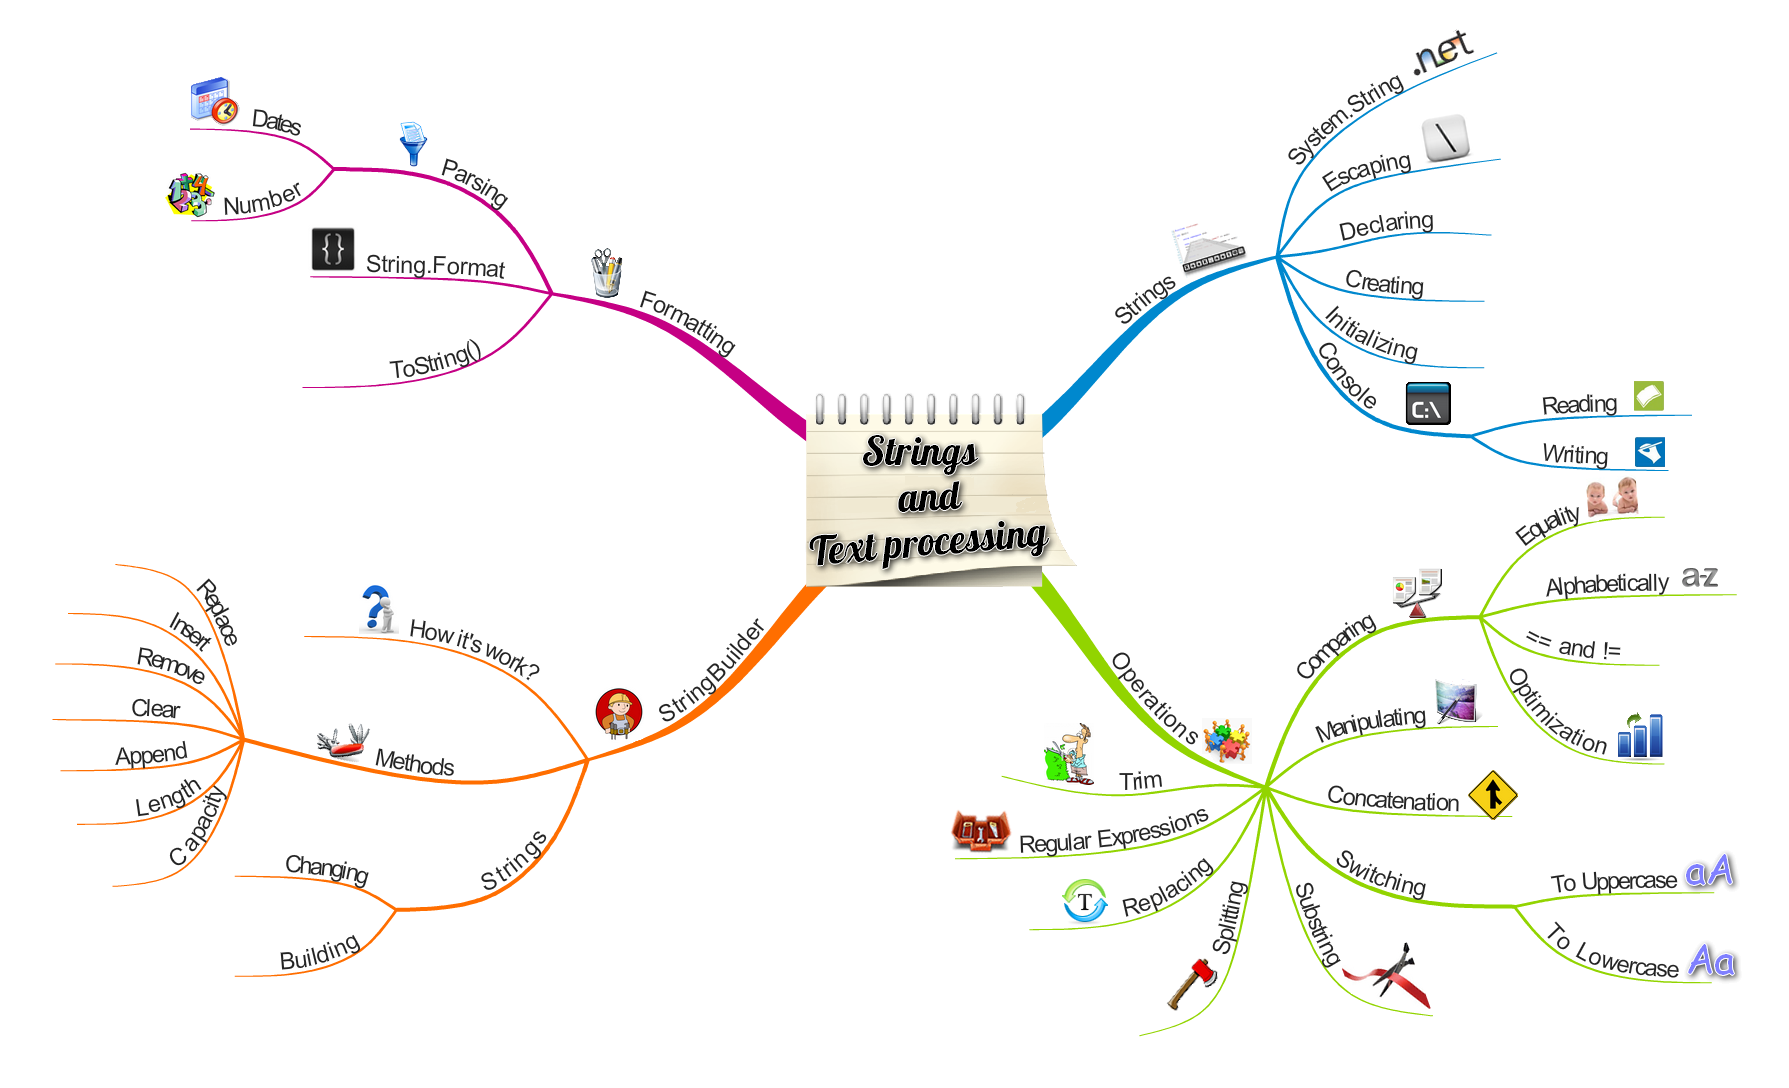 Strings
and
Text processing
Strings
System.String
.net
\
Escaping
Declaring
Creating
Initializing
Console
C:\
Reading
Writing
Operations
Comparing
Equality
Alphabetically
a-z
== and !=
Optimization
Manipulating
Concatenation
Switching
To Uppercase
aA
To Lowercase
Aa
Substring
Splitting
Replacing
T
Regular Expressions
Trim
StringBuilder
How it's work?
?
Methods
Replace
Insert
Remove
Clear
Append
Length
Capacity
Strings
Changing
Building
Formatting
Parsing
Dates
Number
{}
String.Format
ToString()